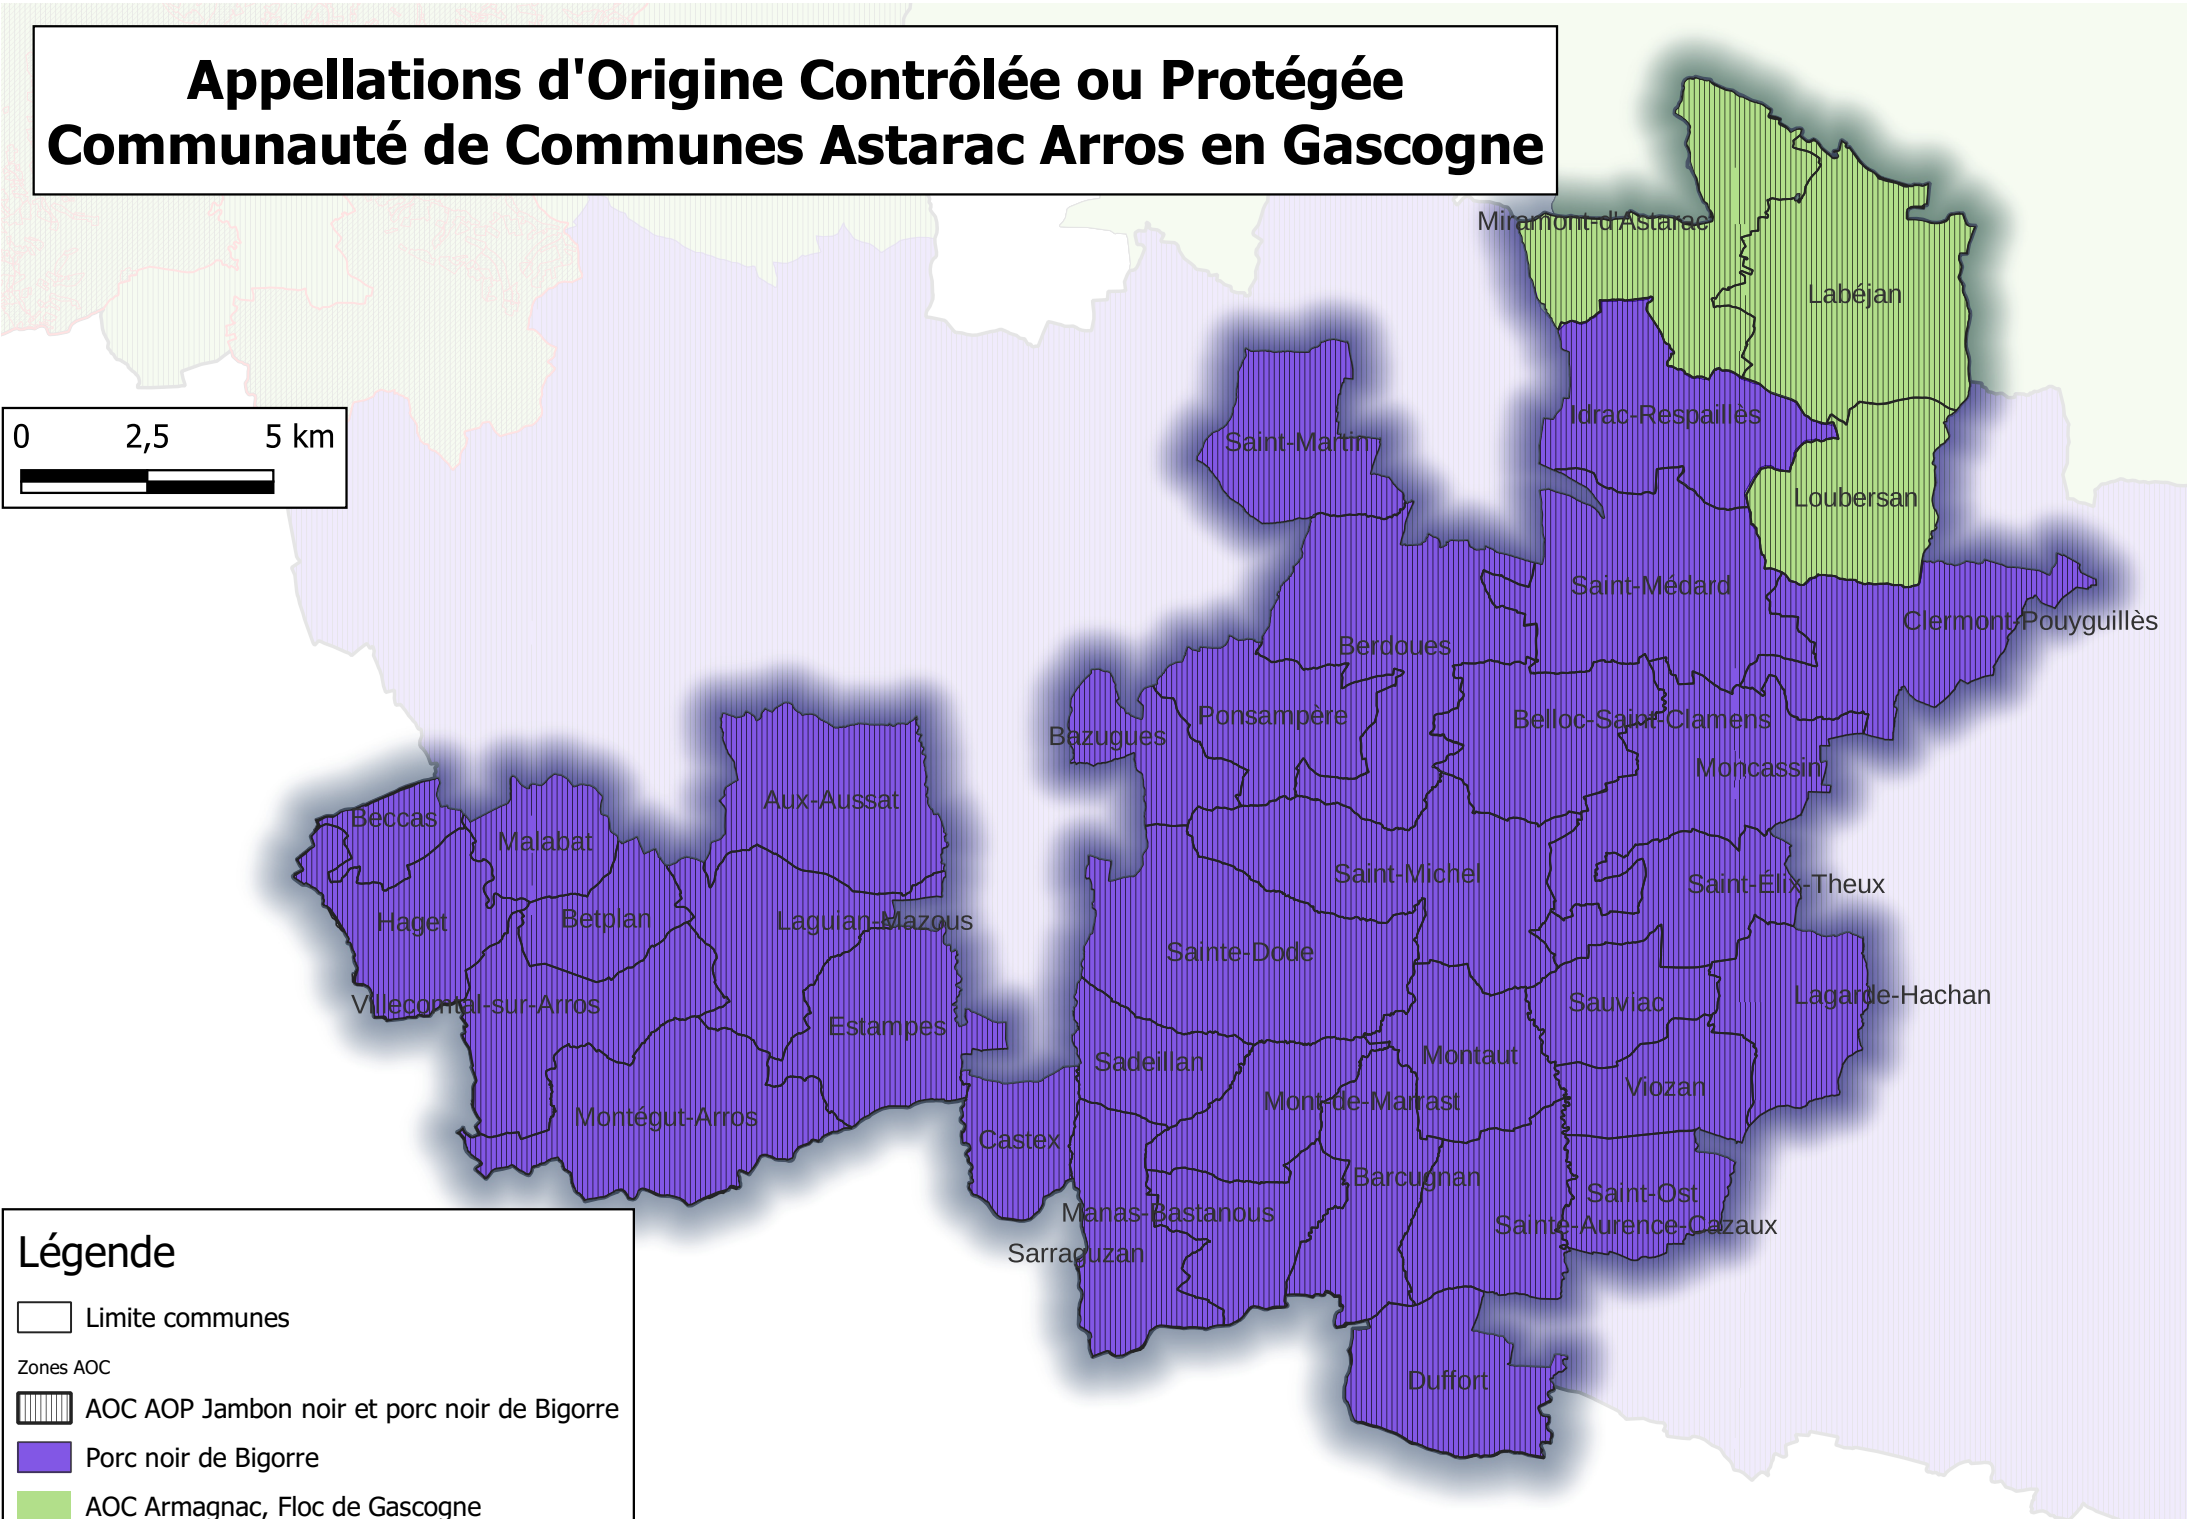 Appellations d'Origine Contrôlée ou Protégée
Communauté de Communes Astarac Arros en Gascogne
Miramont-d'Astarac
Labéjan
0 2,5 5 km
Idrac-Respaillès
Saint-Martin
Loubersan
Saint-Médard
Clermont-Pouyguillès
Berdoues
Ponsampère
Belloc-Saint-Clamens
Bazugues
Moncassin
Aux-Aussat
Beccas
Malabat
Saint-Michel
Saint-Élix-Theux
Haget
Betplan
Laguian-Mazous
Sainte-Dode
Lagarde-Hachan
Villecomtal-sur-Arros
Sauviac
Estampes
Montaut
Sadeillan
Viozan
Mont-de-Marrast
Montégut-Arros
Castex
Barcugnan
Saint-Ost
Manas-Bastanous
Sainte-Aurence-Cazaux
Sarraguzan
Duffort
Légende
Limite communes
Zones AOC
AOC AOP Jambon noir et porc noir de Bigorre
Porc noir de Bigorre
AOC Armagnac, Floc de Gascogne